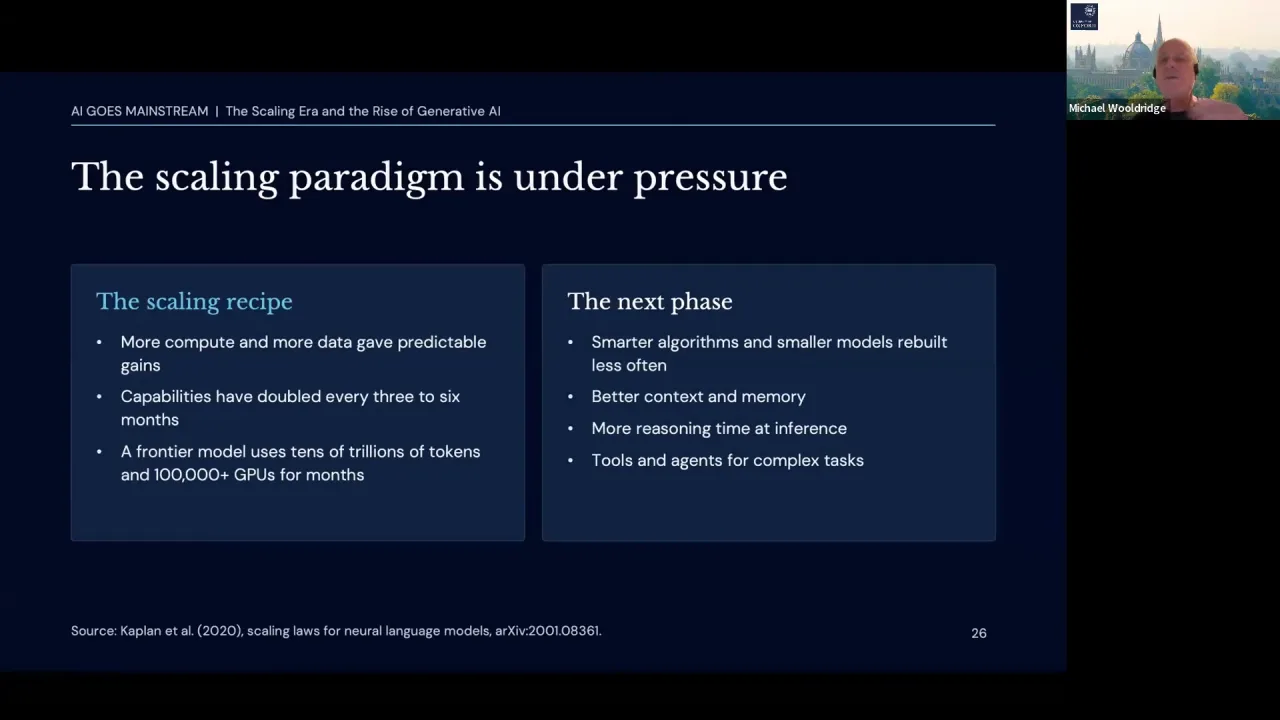 AI GOES MAINSTREAM | The Scaling Era and the Rise of Generative AI
The scaling paradigm is under pressure
The scaling recipe
• More compute and more data gave predictable
gains
• Capabilities have doubled every three to six
months
• A frontier model uses tens of trillions of tokens
and 100,000+ GPUs for months
The next phase
• Smarter algorithms and smaller models rebuilt
less often
• Better context and memory
• More reasoning time at inference
• Tools and agents for complex tasks
Source: Kaplan et al. (2020), scaling laws for neural language models, arXiv:2001.08361.
26
Michael Wooldridge